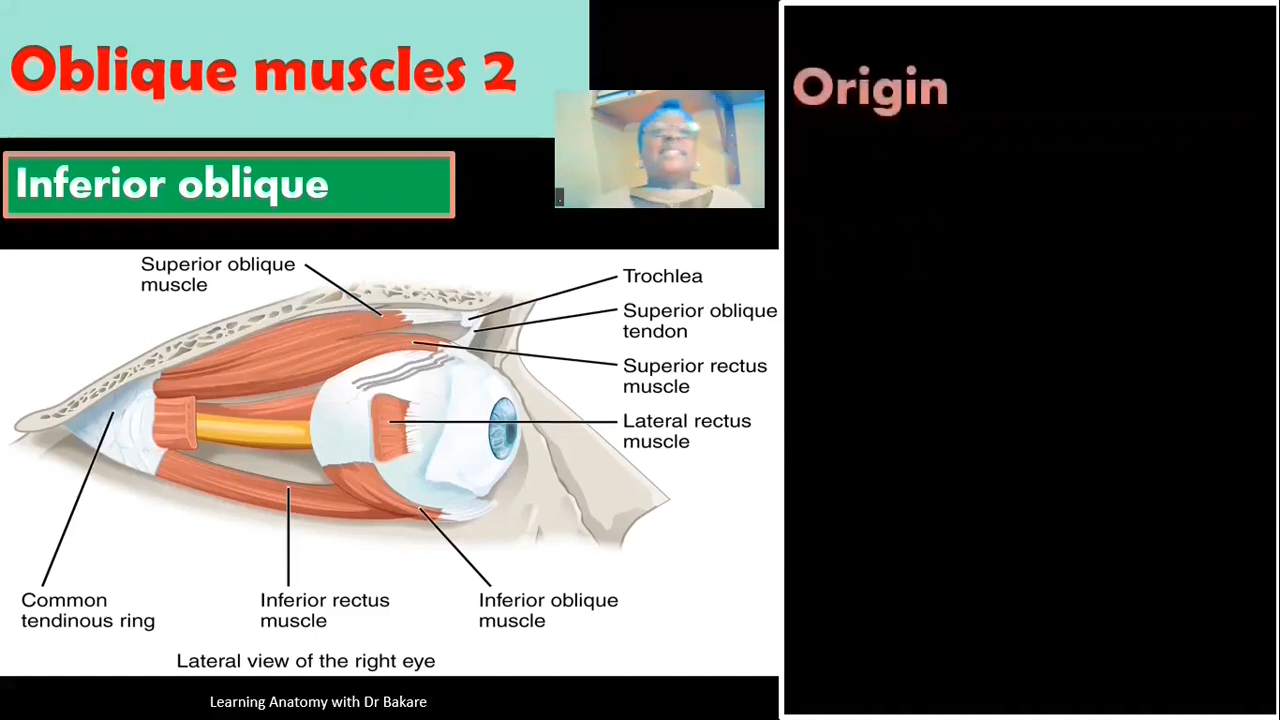 Oblique muscles 2
Inferior oblique
Origin
Superior oblique
muscle
Trochlea
Superior oblique
tendon
Superior rectus
muscle
Lateral rectus
muscle
Common
tendinous ring
Inferior rectus
muscle
Inferior oblique
muscle
Lateral view of the right eye
Learning Anatomy with Dr Bakare